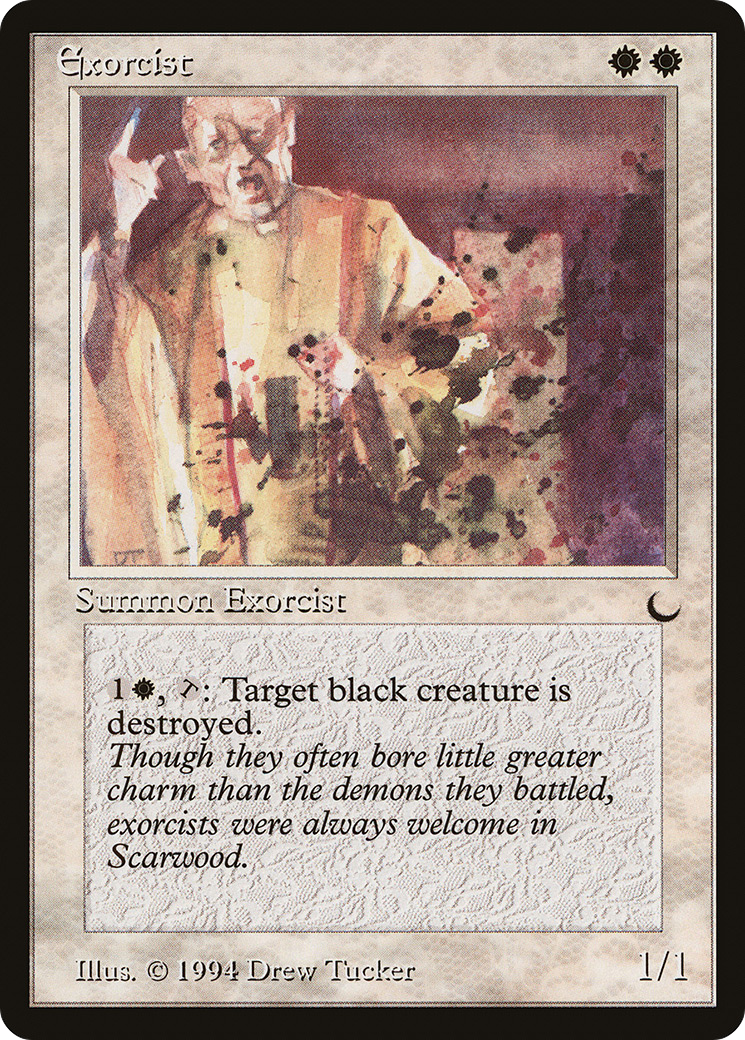 Exorcist
Summon Exorcist
1, T: Target black creature is
destroyed.
Though they often bore little greater
charm than the demons they battled,
exorcists were always welcome in
Scarwood.
Illus. © 1994 Drew Tucker
1/1